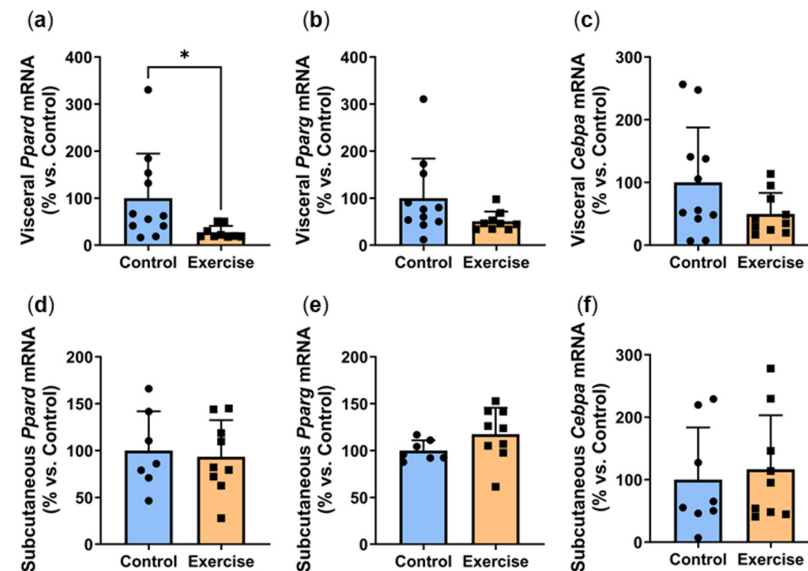 (a)
Visceral Ppard mRNA
(% vs. Control)
400
300
200
100
0
*
Control Exercise
(b)
Visceral Pparg mRNA
(% vs. Control)
400
300
200
100
0
Control Exercise
(c)
Visceral Cebpa mRNA
(% vs. Control)
300
200
100
0
Control Exercise
(d)
Subcutaneous Ppard mRNA
(% vs. Control)
200
150
100
50
0
Control Exercise
(e)
Subcutaneous Pparg mRNA
(% vs. Control)
200
150
100
50
0
Control Exercise
(f)
Subcutaneous Cebpa mRNA
(% vs. Control)
300
200
100
0
Control Exercise